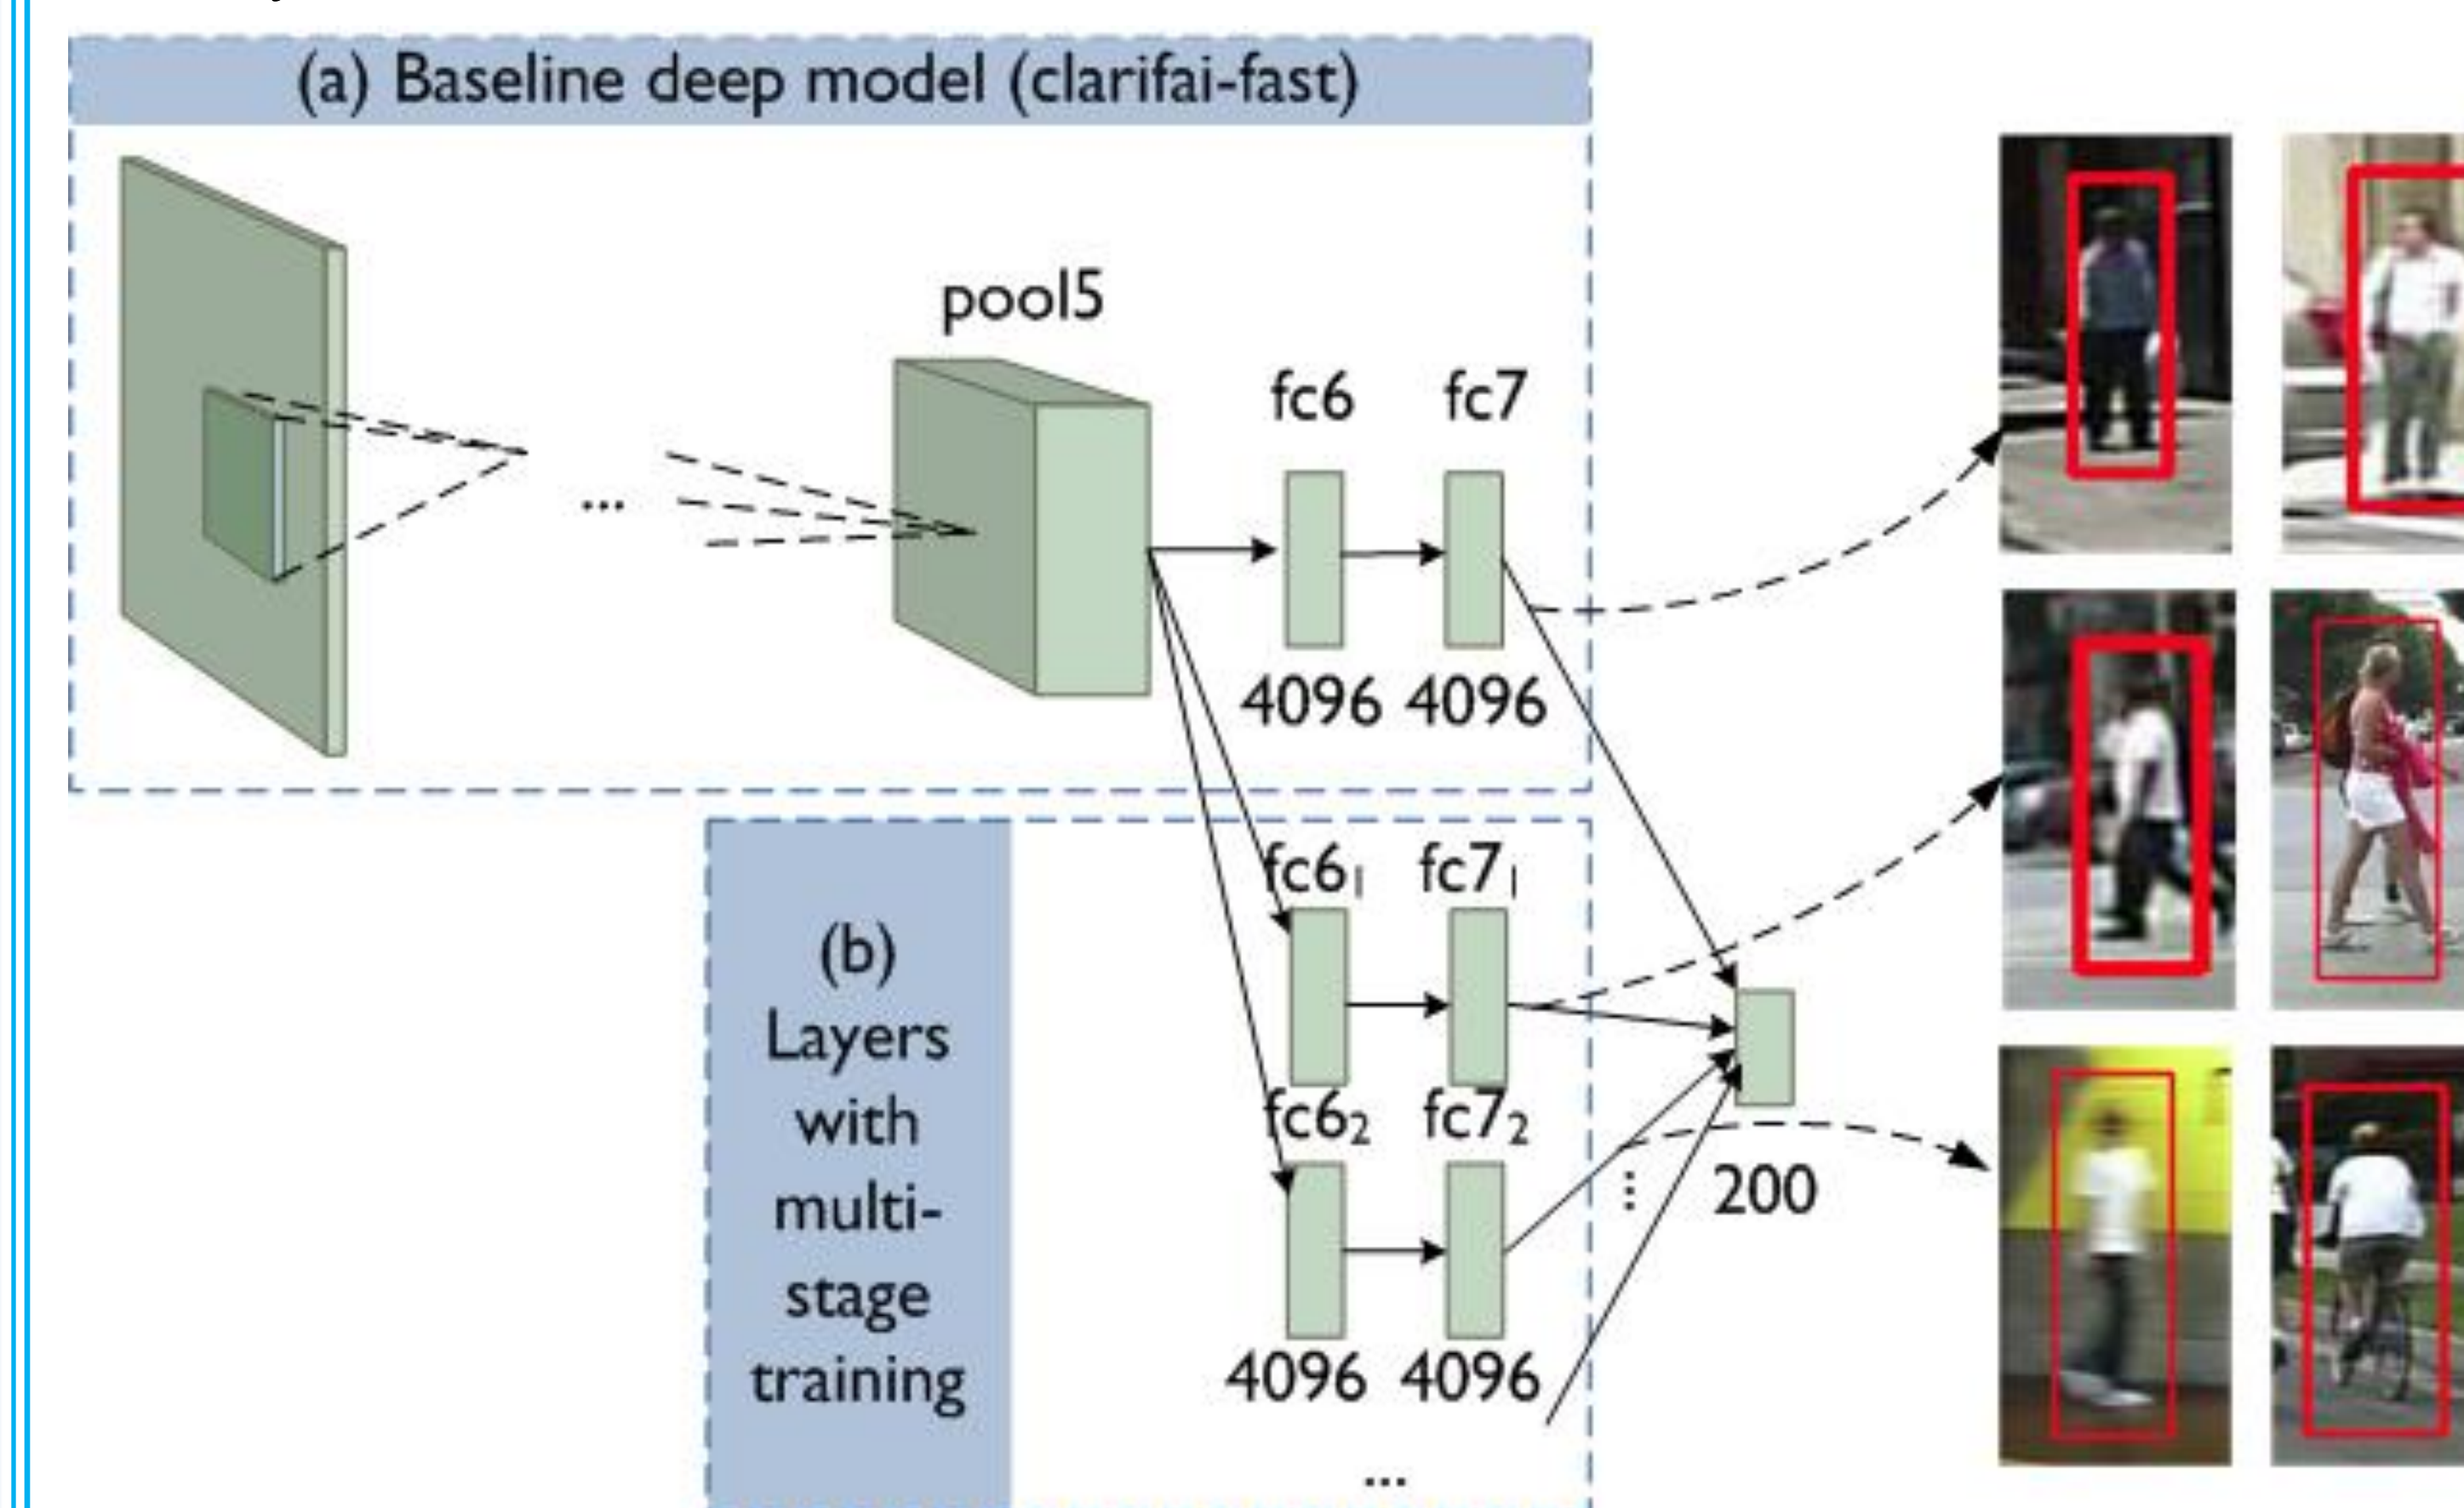 (a) Baseline deep model (clarifai-fast)
pool5
fc6 fc7
4096 4096
(b)
Layers
with
multi-
stage
training
fc6₁ fc7₁
fc6₂ fc7₂
4096 4096
...
...
⋮
200